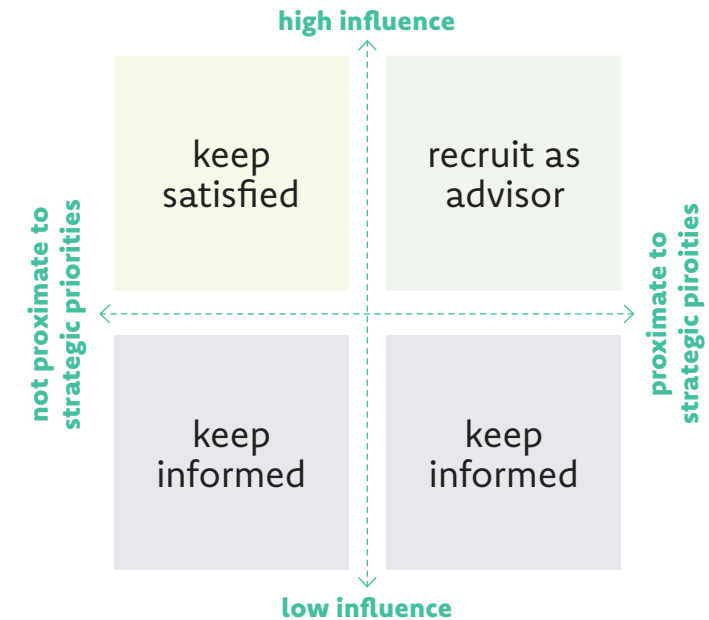 high influence
keep
satisfied
recruit as
advisor
not proximate to
strategic priorities
proximate to
strategic piroities
keep
informed
keep
informed
low influence